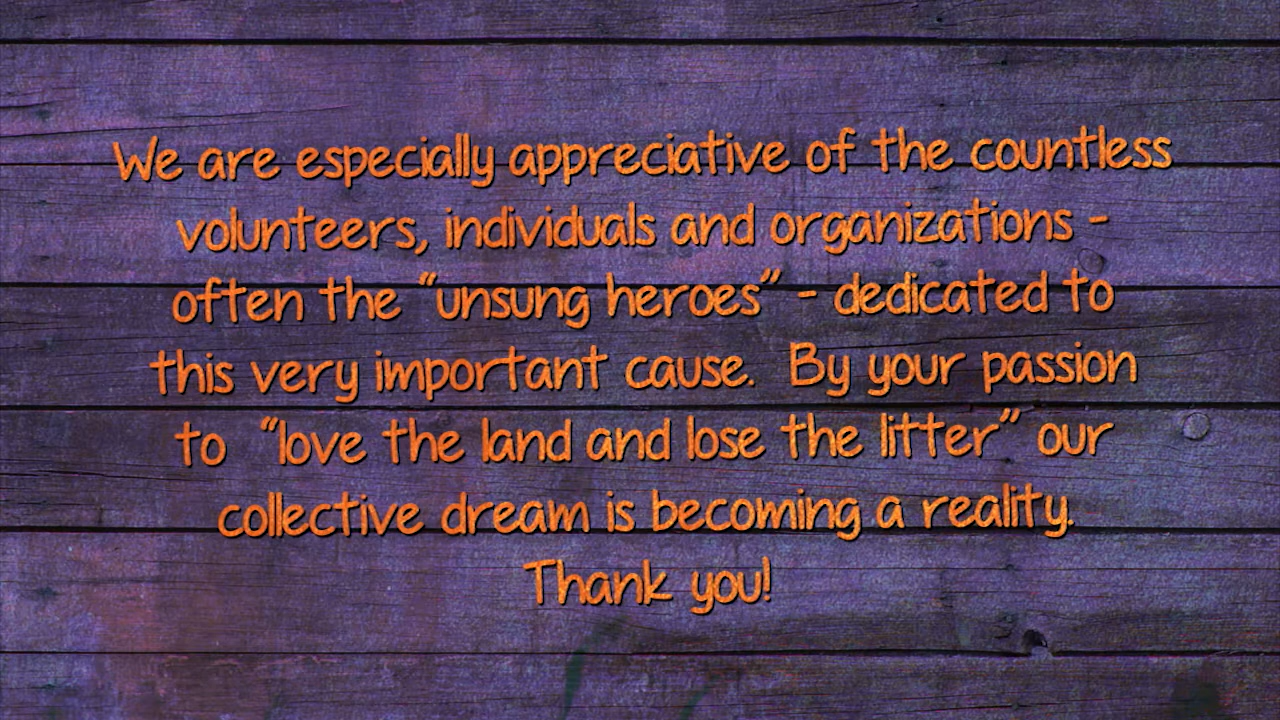 We are especially appreciative of the countless
volunteers, individuals and organizations -
often the "unsung heroes" - dedicated to
this very important cause.  By your passion
to  "love the land and lose the litter" our
collective dream is becoming a reality.
Thank you!